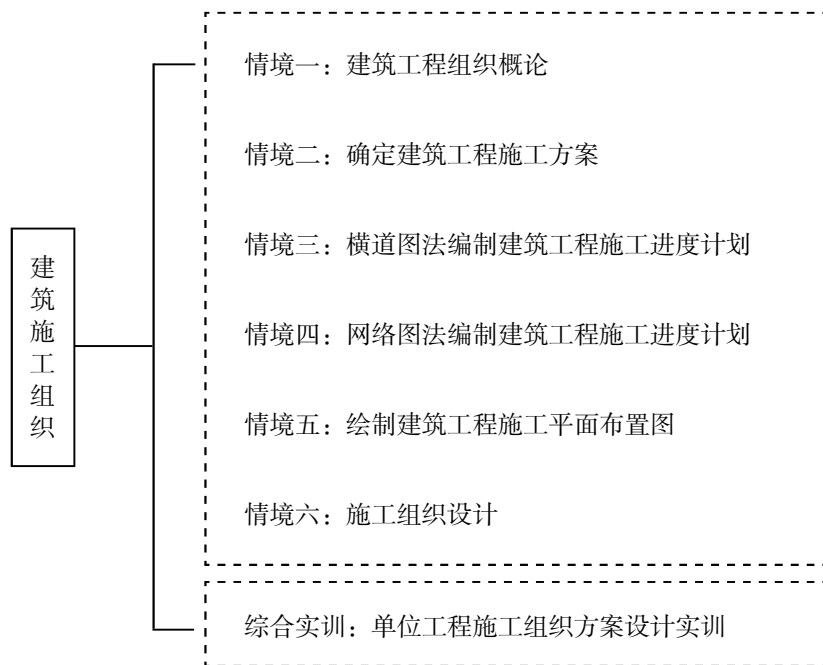 建筑施工组织
情境一：建筑工程组织概论
情境二：确定建筑工程施工方案
情境三：横道图法编制建筑工程施工进度计划
情境四：网络图法编制建筑工程施工进度计划
情境五：绘制建筑工程施工平面布置图
情境六：施工组织设计
综合实训：单位工程施工组织方案设计实训